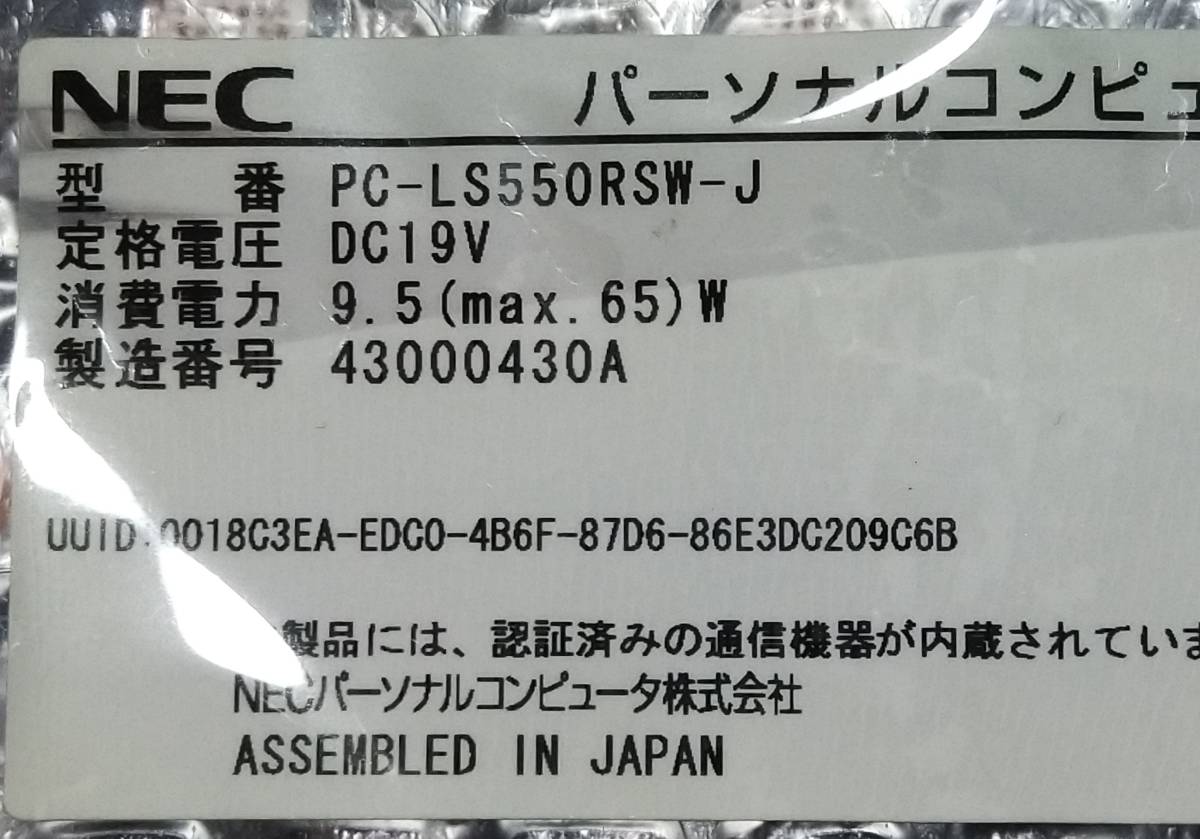 NEC パーソナルコンピュ
型番 PC-LS550RSW-J
定格電圧 DC19V
消費電力 9.5(max.65)W
製造番号 43000430A
UUID:0018C3EA-EDC0-4B6F-87D6-86E3DC209C6B
製品には、認証済みの通信機器が内蔵されていま
NECパーソナルコンピュータ株式会社
ASSEMBLED IN JAPAN